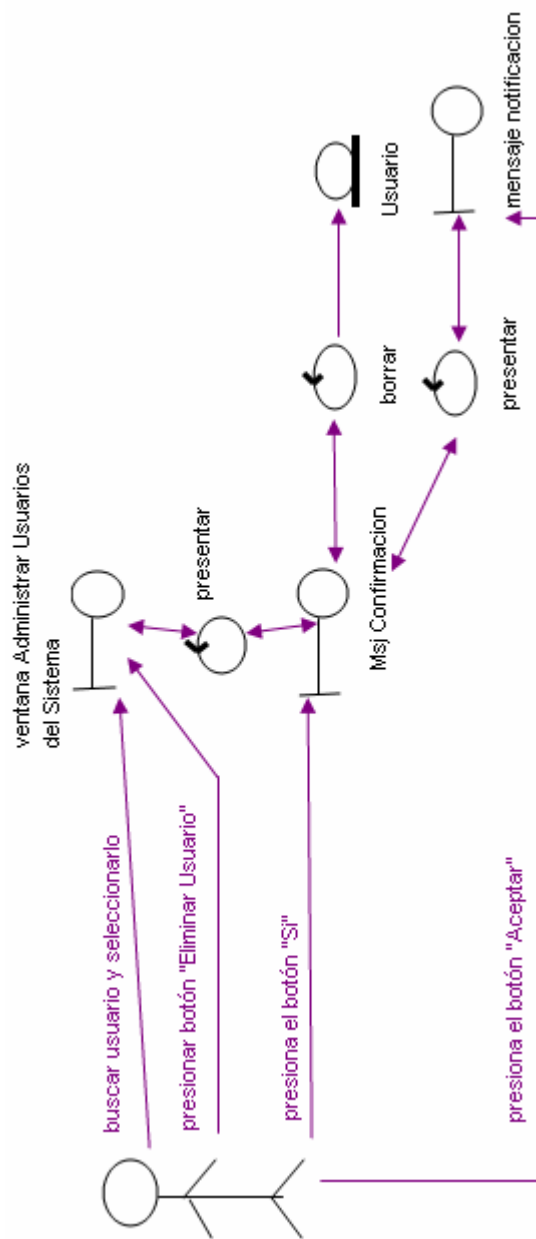 ventana Administrar Usuarios
del Sistema
buscar usuario y seleccionarlo
presionar botón "Eliminar Usuario"
presentar
presiona el botón "Si"
Msj Confirmacion
borrar
Usuario
presentar
mensaje notificacion
presiona el botón "Aceptar"